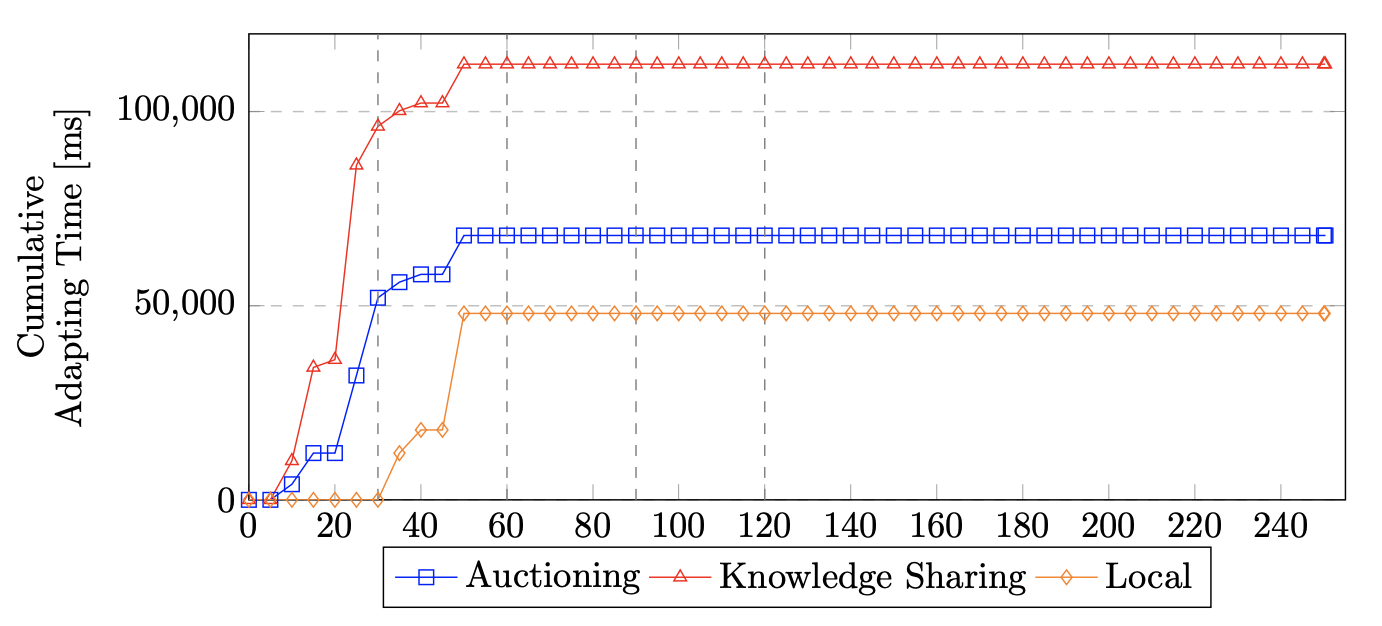 Cumulative
Adapting Time [ms]
100,000
50,000
0
0 20 40 60 80 100 120 140 160 180 200 220 240
Auctioning Knowledge Sharing Local